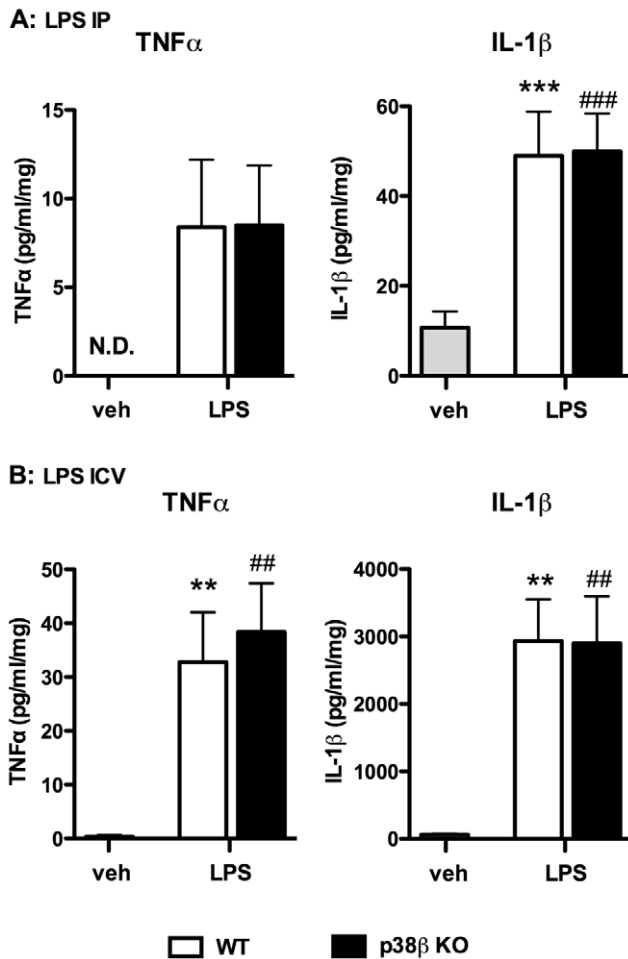 A: LPS IP
TNFα
IL-1β
15
10
5
0
TNFα (pg/ml/mg)
N.D.
veh
LPS
60
40
20
0
IL-1β (pg/ml/mg)
***
###
veh
LPS
B: LPS ICV
TNFα
IL-1β
50
40
30
20
10
0
TNFα (pg/ml/mg)
**
##
veh
LPS
4000
3000
2000
1000
0
IL-1β (pg/ml/mg)
**
##
veh
LPS
WT
p38β KO